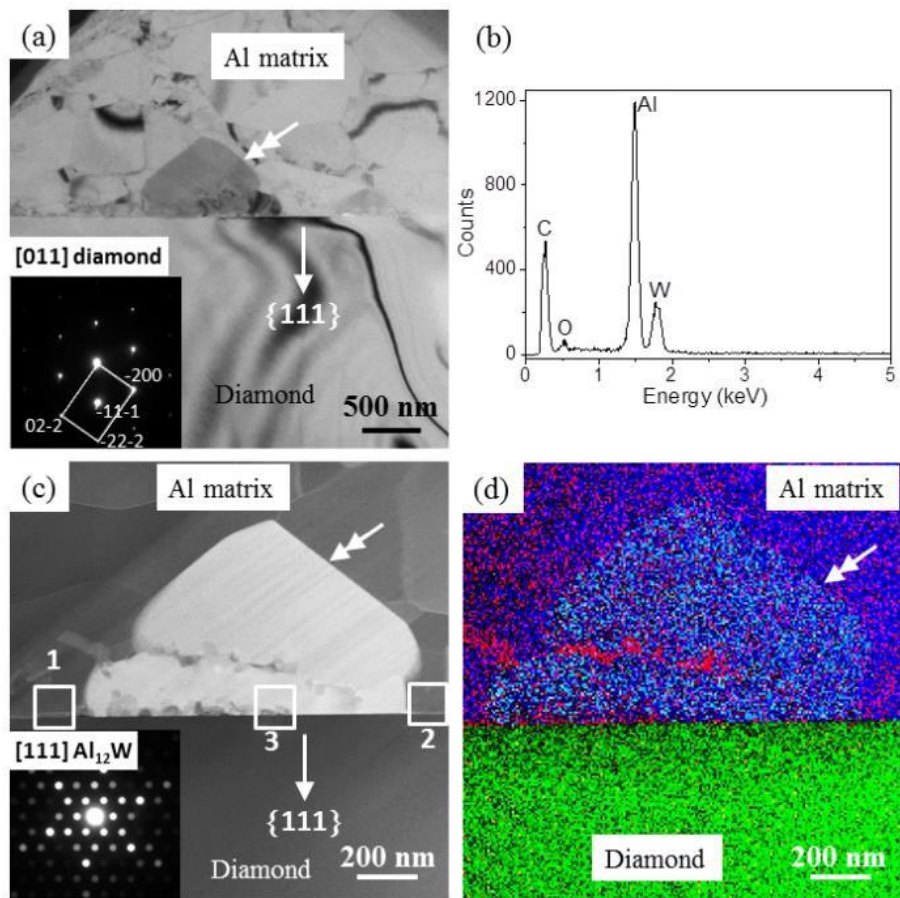 (a)
Al matrix
[011] diamond
{111}
-200
-11-1
02-2
-22-2
Diamond
500 nm
(b)
1200
800
400
0
Counts
C
O
Al
W
0 1 2 3 4 5
Energy (keV)
(c)
Al matrix
1
2
3
[111] Al₁₂W
{111}
Diamond
200 nm
(d)
Al matrix
Diamond
200 nm